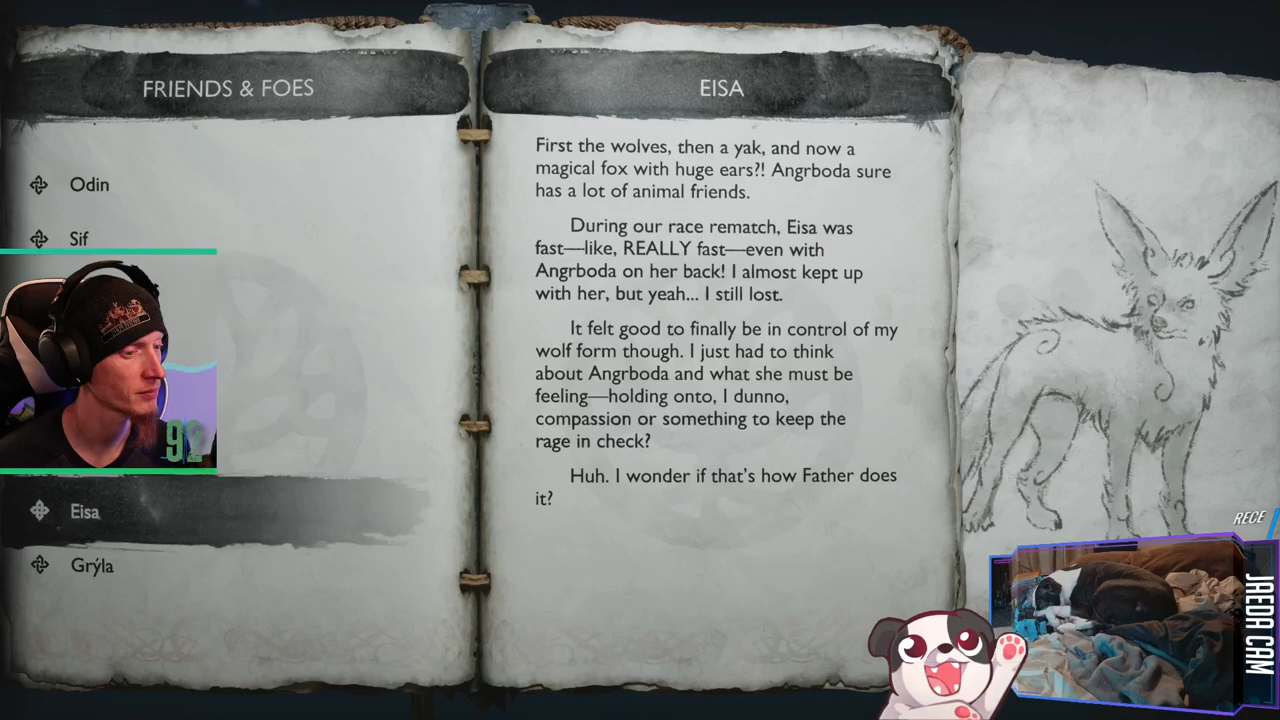 FRIENDS & FOES
Odin
Sif
Eisa
Grýla
EISA
First the wolves, then a yak, and now a
magical fox with huge ears?! Angrboda sure
has a lot of animal friends.
During our race rematch, Eisa was
fast—like, REALLY fast—even with
Angrboda on her back! I almost kept up
with her, but yeah... I still lost.
It felt good to finally be in control of my
wolf form though. I just had to think
about Angrboda and what she must be
feeling—holding onto, I dunno,
compassion or something to keep the
rage in check?
Huh. I wonder if that's how Father does
it?
92
RECE
JAEDA CAM